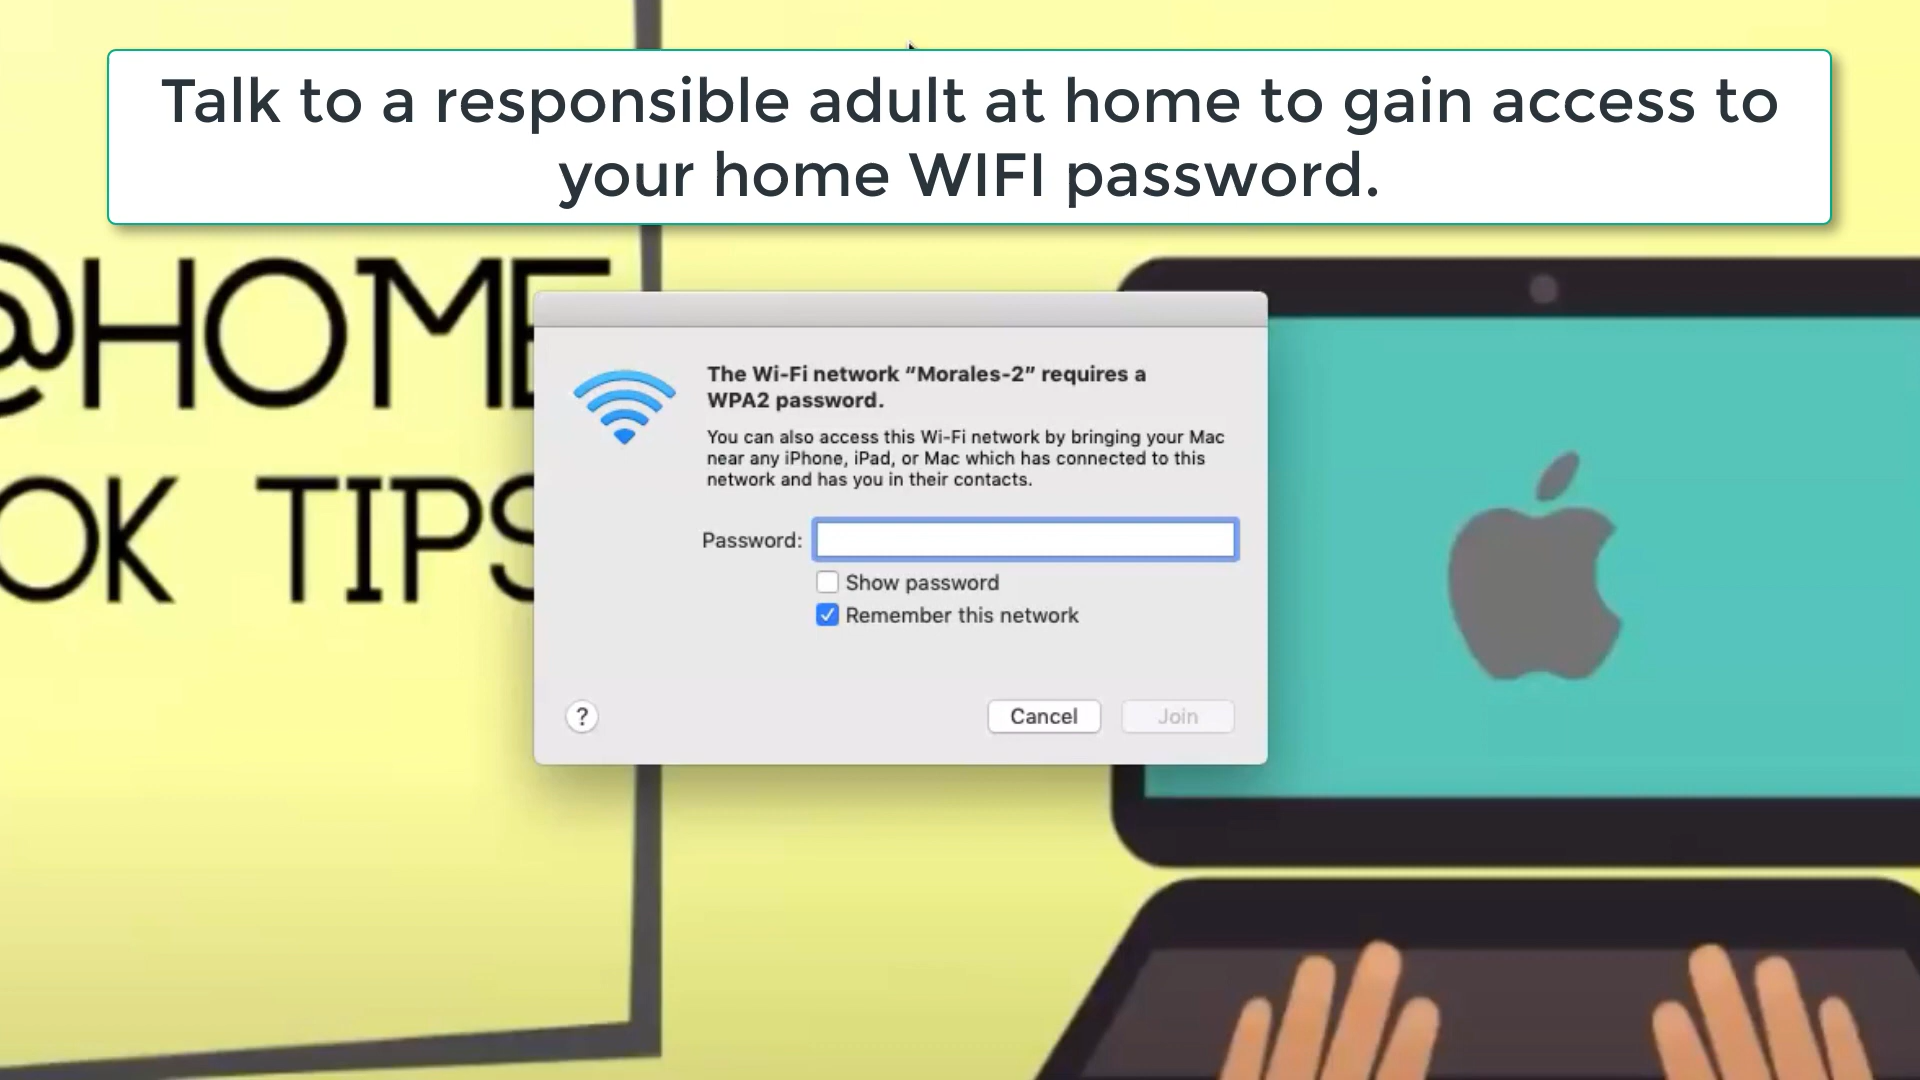 Talk to a responsible adult at home to gain access to
your home WIFI password.
@HOME
OK TIPS
The Wi-Fi network “Morales-2” requires a
WPA2 password.
You can also access this Wi-Fi network by bringing your Mac
near any iPhone, iPad, or Mac which has connected to this
network and has you in their contacts.
Password:
Show password
Remember this network
?
Cancel
Join